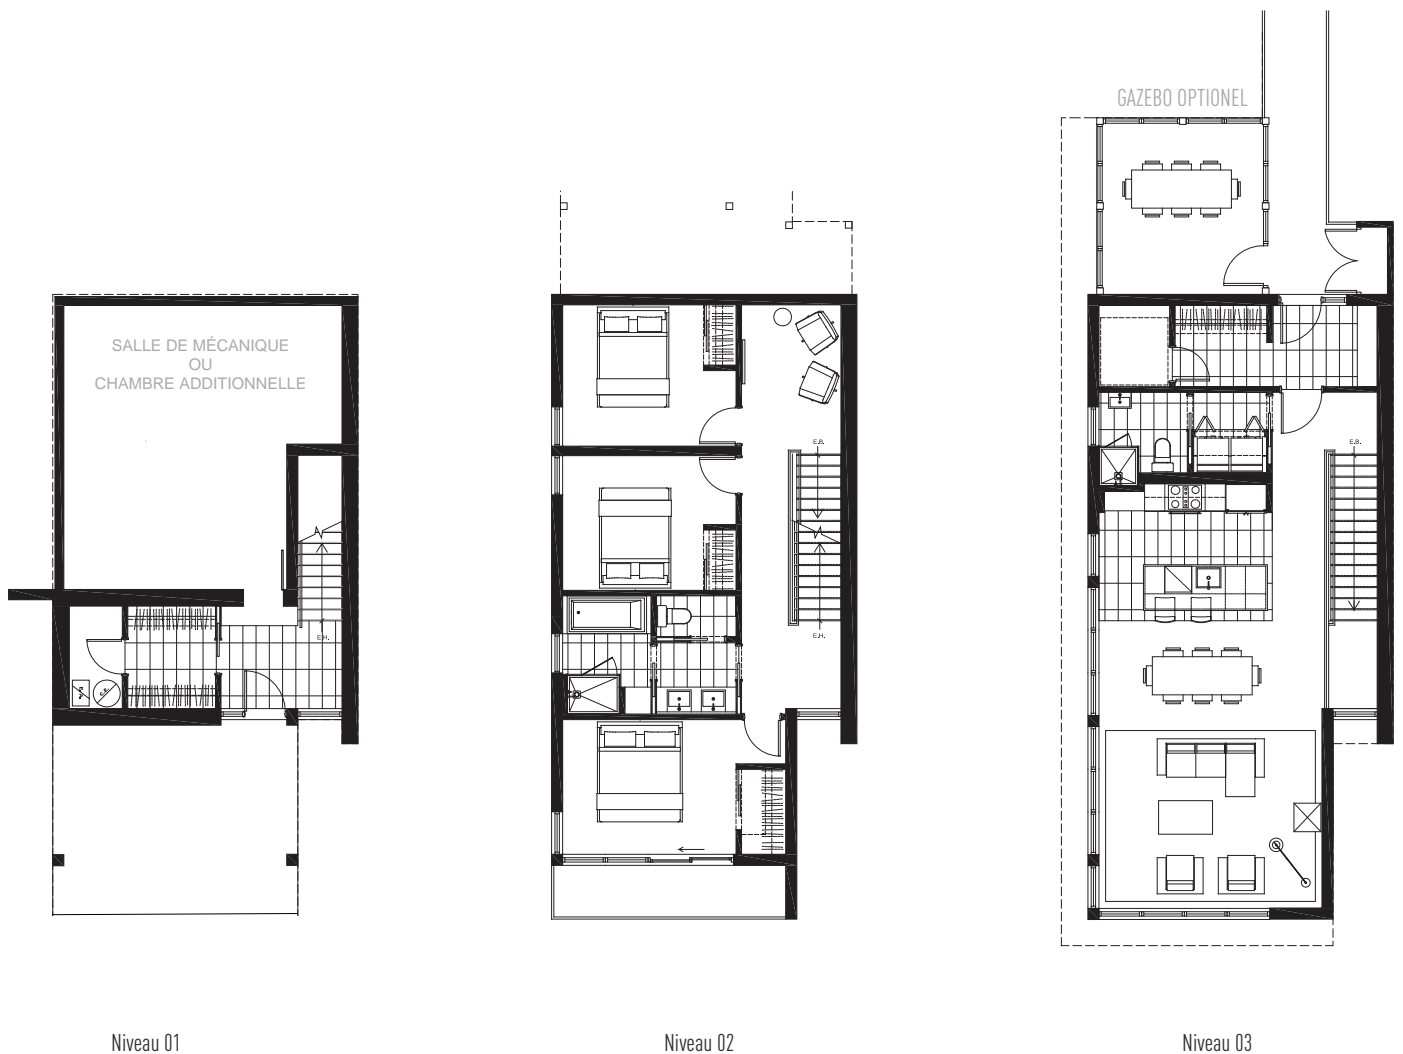 GAZEBO OPTIONEL
SALLE DE MÉCANIQUE
OU
CHAMBRE ADDITIONNELLE
E.B.
E.B.
E.H.
E.H.
C.E.
Niveau 01
Niveau 02
Niveau 03